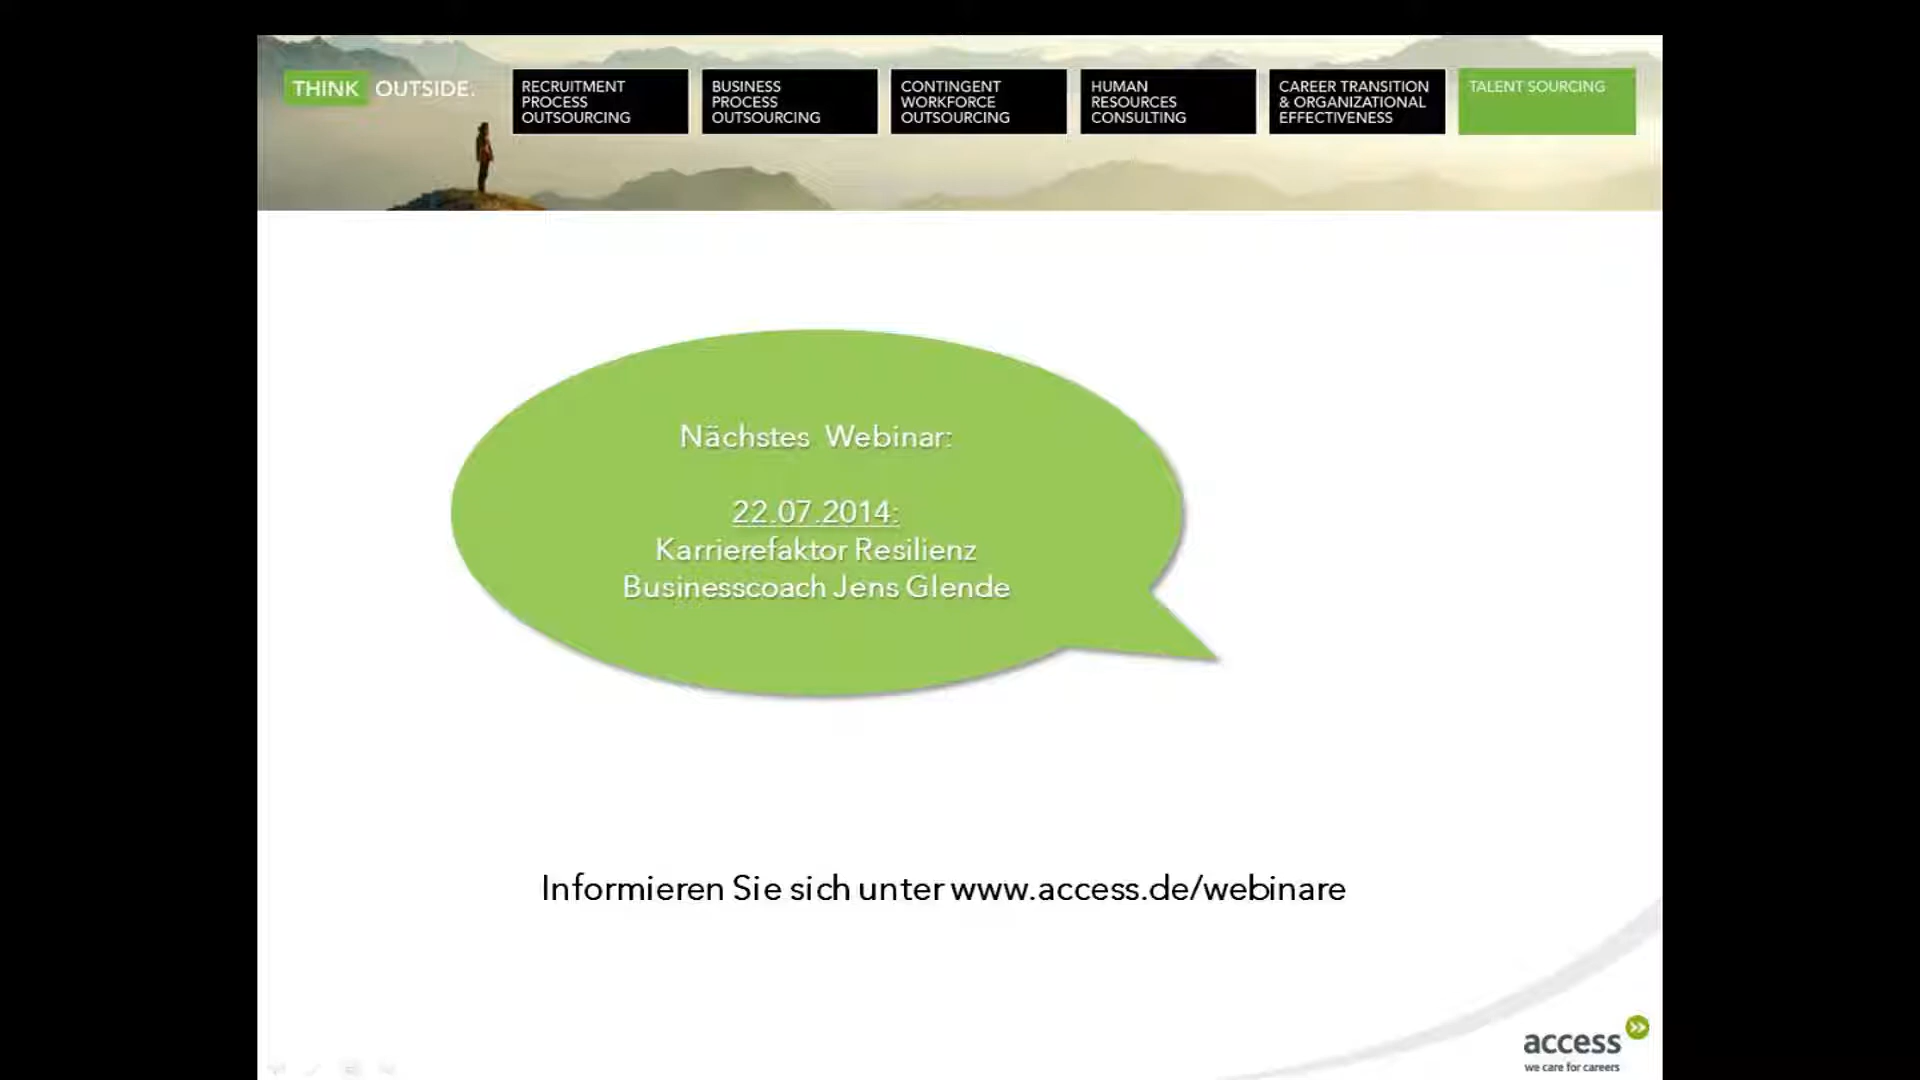 THINK OUTSIDE.
RECRUITMENT
PROCESS
OUTSOURCING
BUSINESS
PROCESS
OUTSOURCING
CONTINGENT
WORKFORCE
OUTSOURCING
HUMAN
RESOURCES
CONSULTING
CAREER TRANSITION
& ORGANIZATIONAL
EFFECTIVENESS
TALENT SOURCING
Nächstes Webinar:
22.07.2014:
Karrierefaktor Resilienz
Businesscoach Jens Glende
Informieren Sie sich unter www.access.de/webinare
access
we care for careers